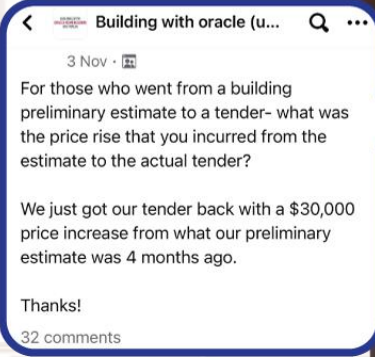 Building with oracle (u...
3 Nov
For those who went from a building
preliminary estimate to a tender- what was
the price rise that you incurred from the
estimate to the actual tender?
We just got our tender back with a $30,000
price increase from what our preliminary
estimate was 4 months ago.
Thanks!
32 comments